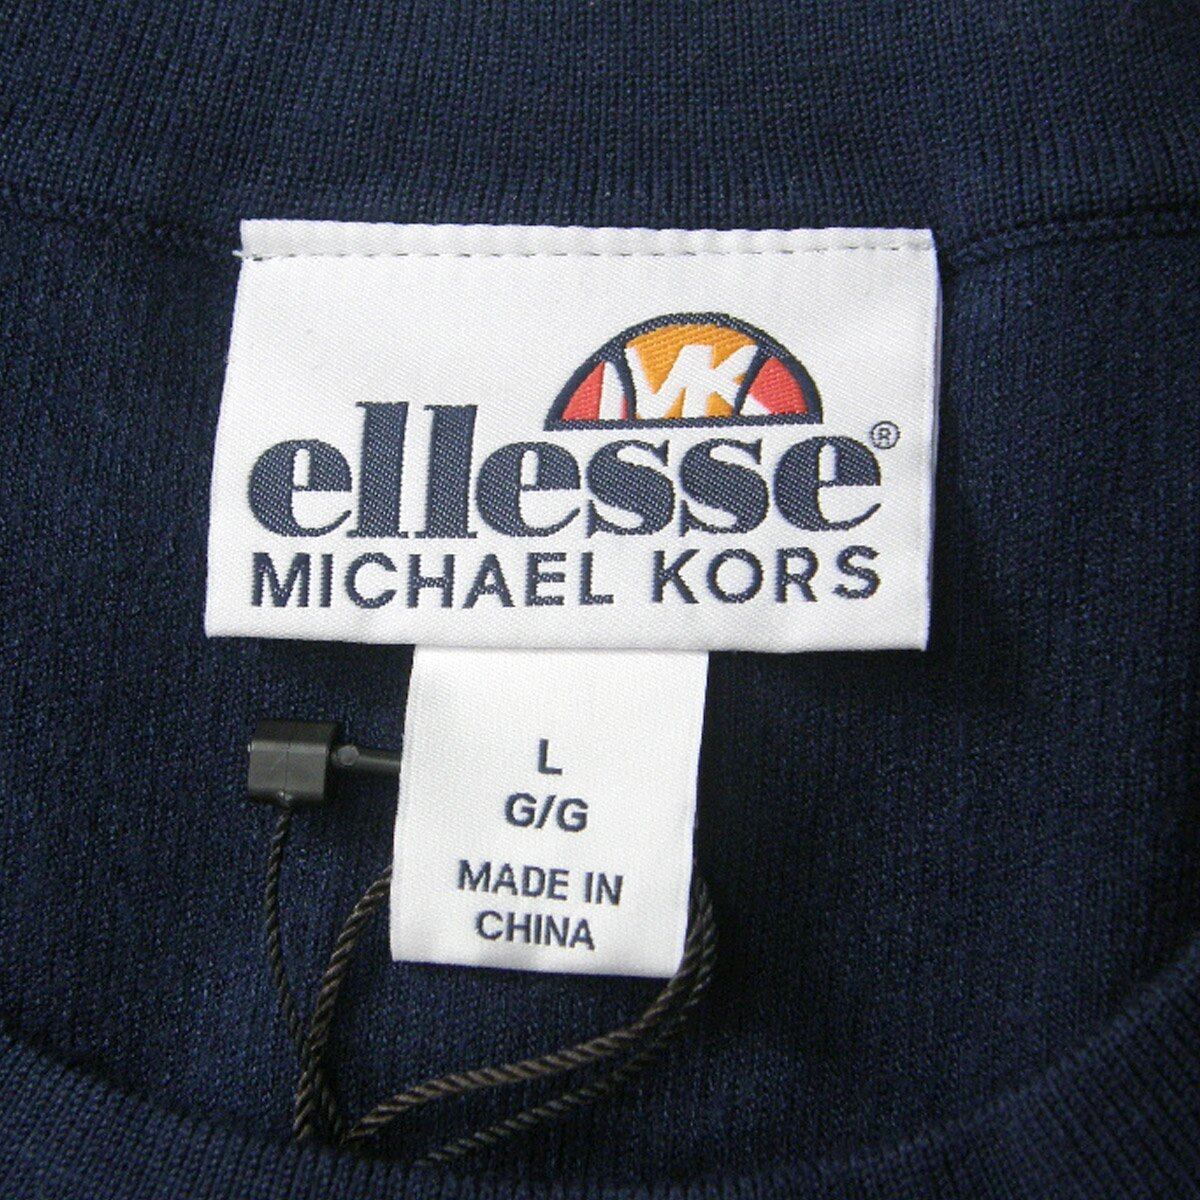 MK
ellesse®
MICHAEL KORS
L
G/G
MADE IN
CHINA